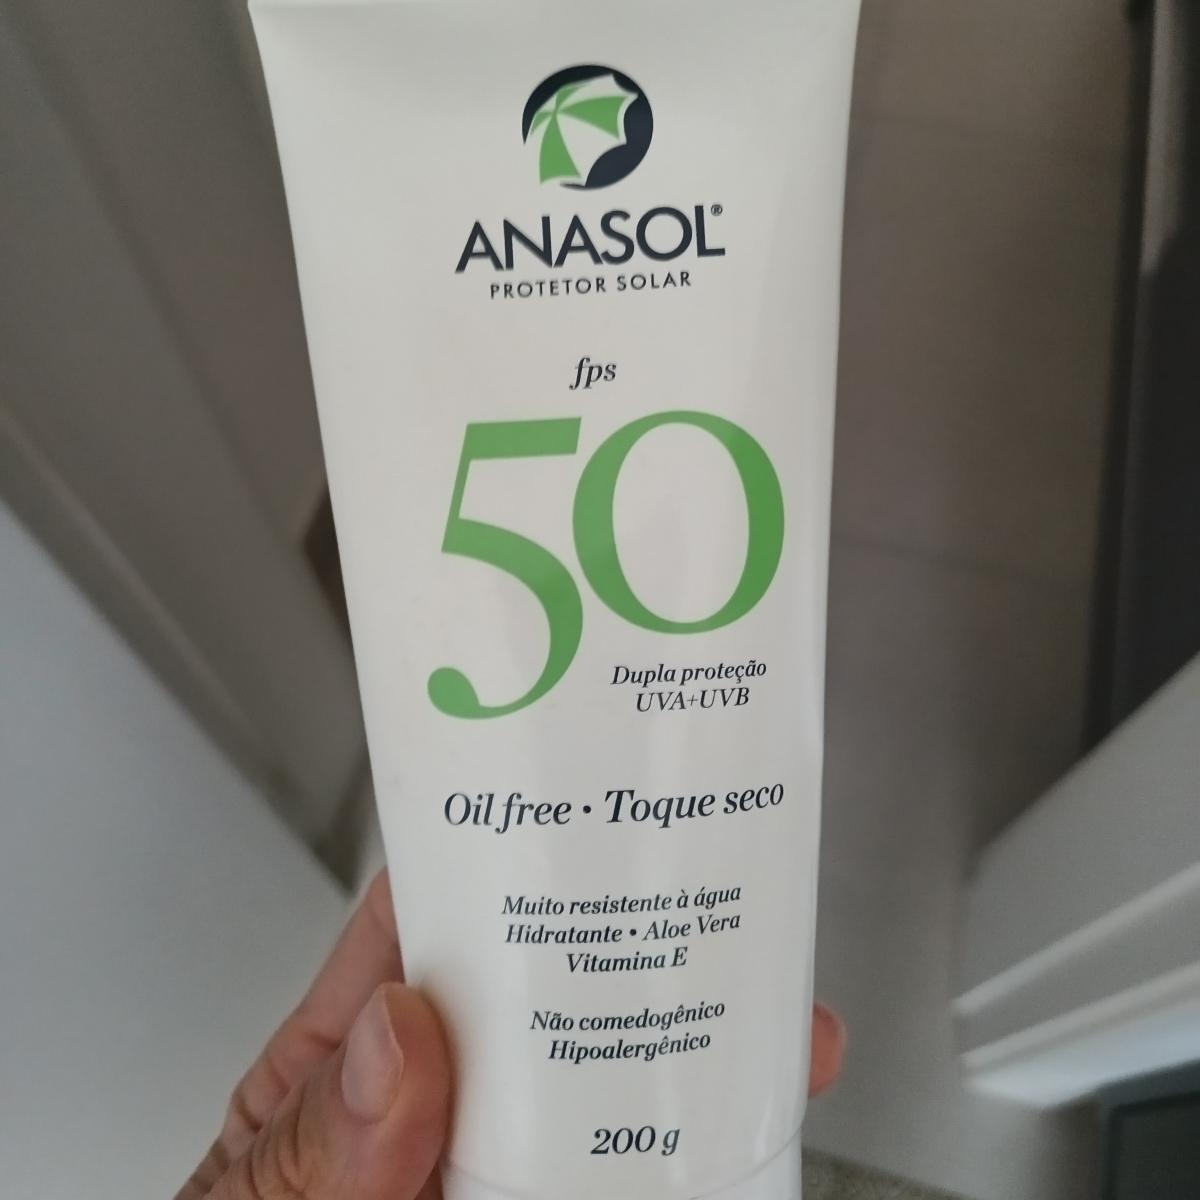 ANASOL®
PROTETOR SOLAR
fps
50
Dupla proteção
UVA+UVB
Oil free • Toque seco
Muito resistente à água
Hidratante • Aloe Vera
Vitamina E
Não comedogênico
Hipoalergênico
200 g